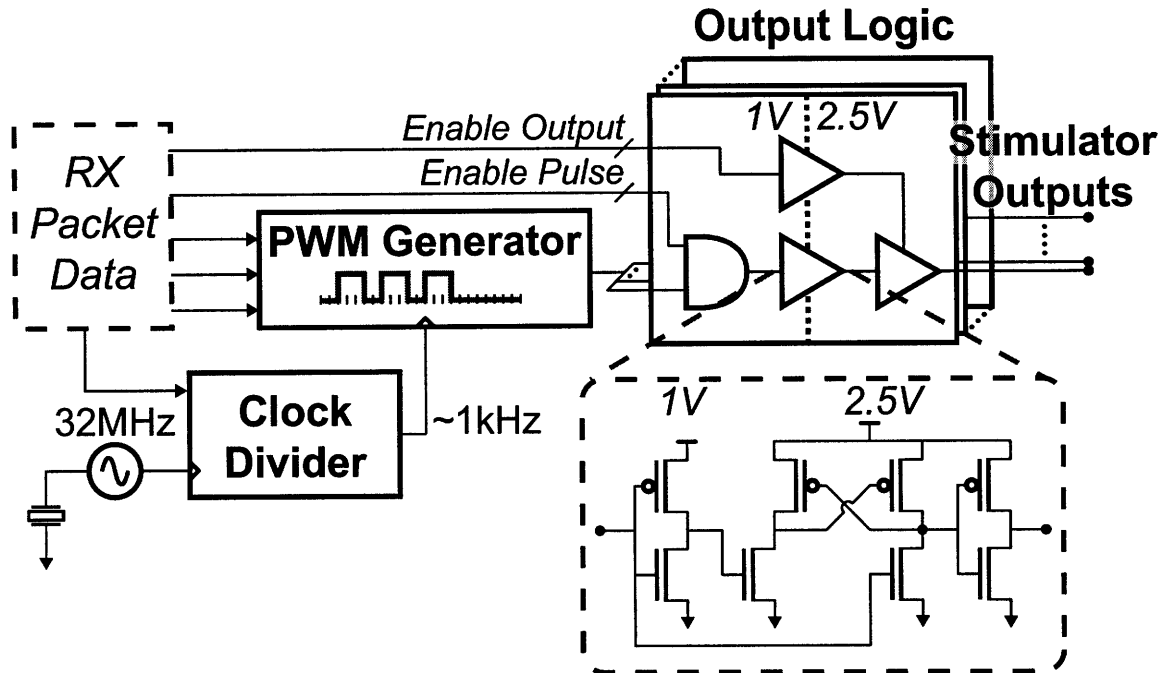 Output Logic
1V 2.5V
Enable Output
Enable Pulse
RX
Packet
Data
PWM Generator
Stimulator
Outputs
32MHz
Clock
Divider
~1kHz
1V
2.5V